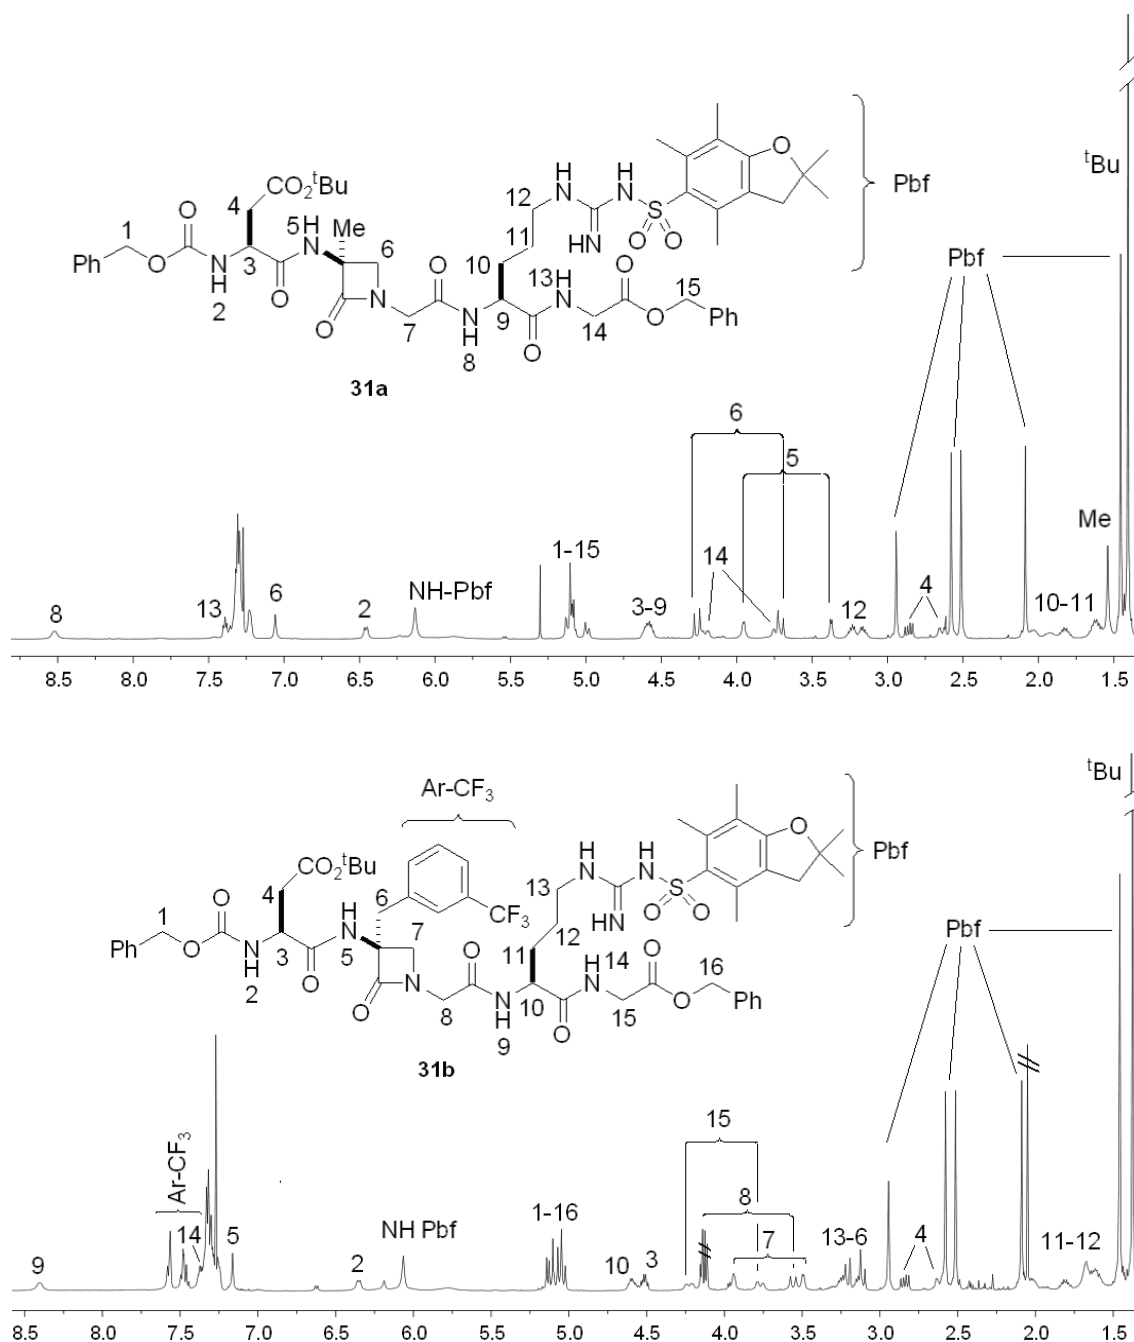 O
Pbf
CO₂ᵗBu
4
12
H
N
NH
S
O O
NH
ᵗBu
1
O
5
H
N
Me
6
11
10
Pbf
Ph
O
N
H
3
O
13
H
N
O
15
2
O
N
7
O
N
H
9
O
14
O
Ph
8
31a
6
5
Me
14
1-15
8
13
6
2
NH-Pbf
3-9
12
4
10-11
8.5 8.0 7.5 7.0 6.5 6.0 5.5 5.0 4.5 4.0 3.5 3.0 2.5 2.0 1.5
ᵗBu
Ar-CF₃
O
Pbf
CO₂ᵗBu
4
6
CF₃
13
H
N
NH
S
O O
NH
1
O
H
N
7
12
11
Pbf
Ph
O
N
H
3
O
5
14
H
N
O
16
2
O
N
8
O
N
H
10
O
15
O
Ph
9
31b
15
Ar-CF₃
8
1-16
7
13-6
11-12
9
14
5
2
NH Pbf
10
3
4
8.5 8.0 7.5 7.0 6.5 6.0 5.5 5.0 4.5 4.0 3.5 3.0 2.5 2.0 1.5